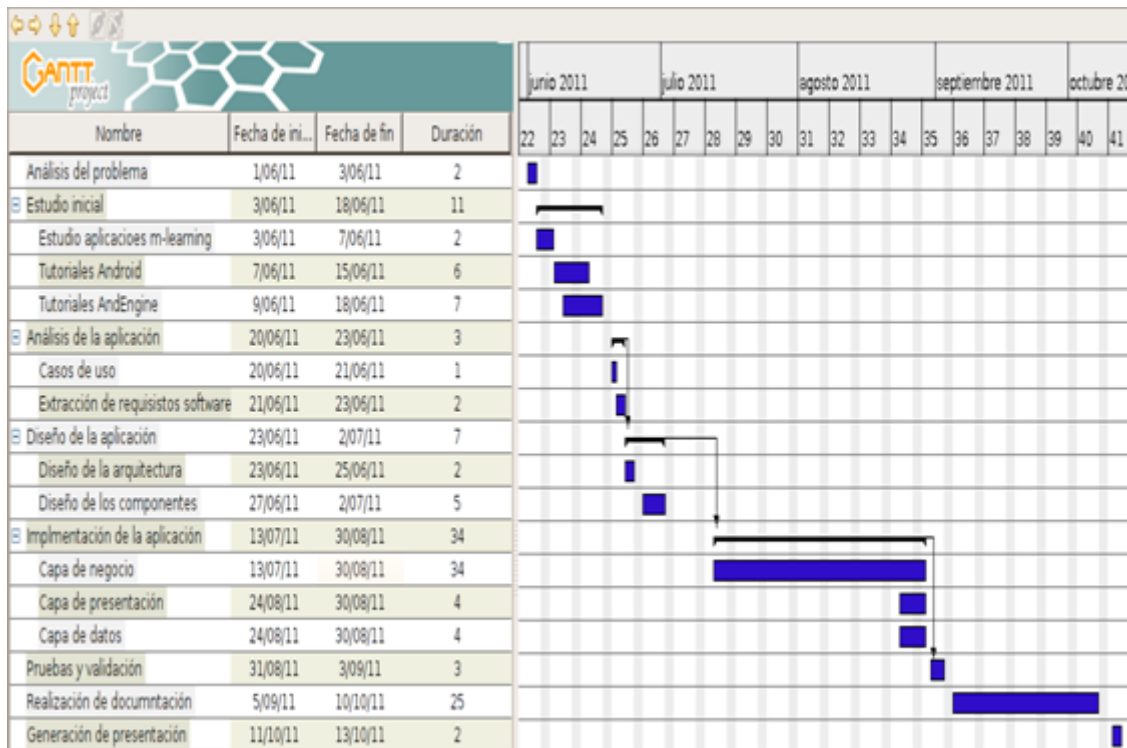 GANTT
project
junio 2011 julio 2011 agosto 2011 septiembre 2011 octubre 20
Nombre Fecha de ini... Fecha de fin Duración 22 23 24 25 26 27 28 29 30 31 32 33 34 35 36 37 38 39 40 41
Análisis del problema 1/06/11 3/06/11 2
Estudio inicial 3/06/11 18/06/11 11
Estudio aplicacioes m-learning 3/06/11 7/06/11 2
Tutoriales Android 7/06/11 15/06/11 6
Tutoriales AndEngine 9/06/11 18/06/11 7
Análisis de la aplicación 20/06/11 23/06/11 3
Casos de uso 20/06/11 21/06/11 1
Extracción de requisistos software 21/06/11 23/06/11 2
Diseño de la aplicación 23/06/11 2/07/11 7
Diseño de la arquitectura 23/06/11 25/06/11 2
Diseño de los componentes 27/06/11 2/07/11 5
Implmentación de la aplicación 13/07/11 30/08/11 34
Capa de negocio 13/07/11 30/08/11 34
Capa de presentación 24/08/11 30/08/11 4
Capa de datos 24/08/11 30/08/11 4
Pruebas y validación 31/08/11 3/09/11 3
Realización de documntación 5/09/11 10/10/11 25
Generación de presentación 11/10/11 13/10/11 2